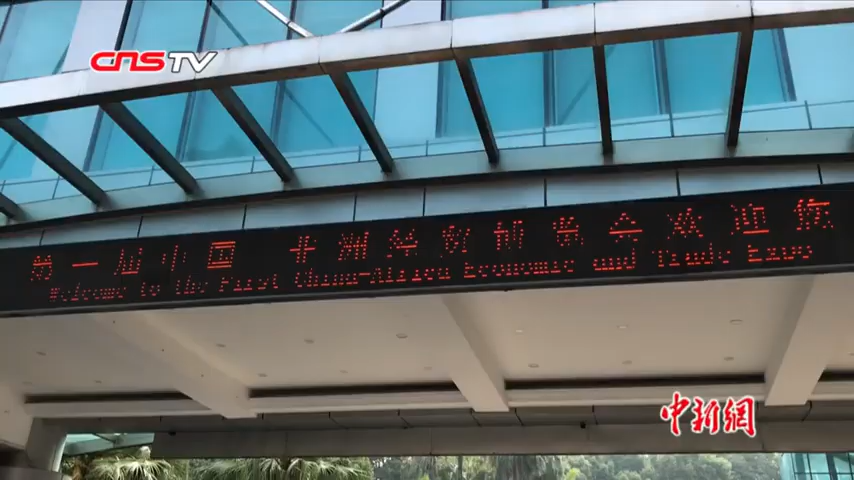 CNSTV
第一届中国 非洲经贸博览会欢迎您
Welcome to the First China-Africa Economic and Trade Expo
中新網